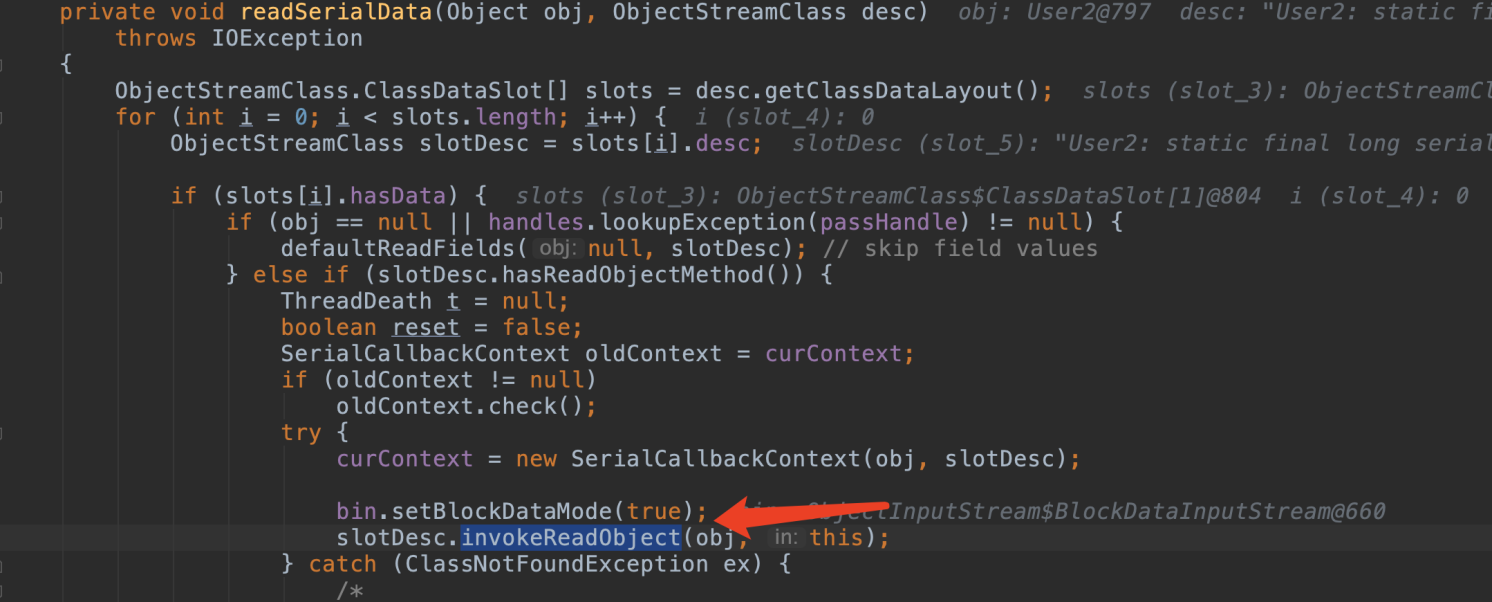 private void readSerialData(Object obj, ObjectStreamClass desc)  obj: User2@797  desc: "User2: static fi
throws IOException
{
ObjectStreamClass.ClassDataSlot[] slots = desc.getClassDataLayout();  slots (slot_3): ObjectStreamCl
for (int i = 0; i < slots.length; i++) {  i (slot_4): 0
ObjectStreamClass slotDesc = slots[i].desc;  slotDesc (slot_5): "User2: static final long serial
if (slots[i].hasData) {  slots (slot_3): ObjectStreamClass$ClassDataSlot[1]@804  i (slot_4): 0
if (obj == null || handles.lookupException(passHandle) != null) {
defaultReadFields( obj: null, slotDesc); // skip field values
} else if (slotDesc.hasReadObjectMethod()) {
ThreadDeath t = null;
boolean reset = false;
SerialCallbackContext oldContext = curContext;
if (oldContext != null)
oldContext.check();
try {
curContext = new SerialCallbackContext(obj, slotDesc);
bin.setBlockDataMode(true);  ObjectInputStream$BlockDataInputStream@660
slotDesc.invokeReadObject(obj, in: this);
} catch (ClassNotFoundException ex) {
/*